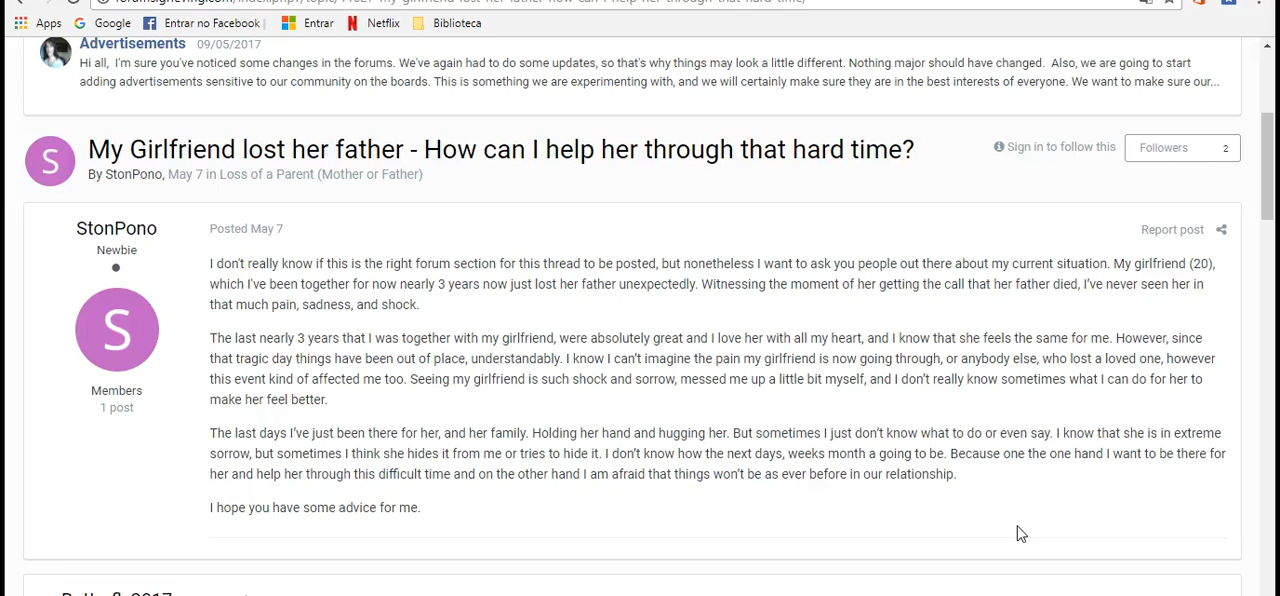 Apps Google Entrar no Facebook Entrar Netflix Biblioteca
Advertisements 09/05/2017
Hi all, I'm sure you've noticed some changes in the forums. We've again had to do some updates, so that's why things may look a little different. Nothing major should have changed. Also, we are going to start
adding advertisements sensitive to our community on the boards. This is something we are experimenting with, and we will certainly make sure they are in the best interests of everyone. We want to make sure our...
S
My Girlfriend lost her father - How can I help her through that hard time?
By StonPono, May 7 in Loss of a Parent (Mother or Father)
Sign in to follow this
Followers 2
StonPono
Newbie
S
Members
1 post
Posted May 7
Report post
I don't really know if this is the right forum section for this thread to be posted, but nonetheless I want to ask you people out there about my current situation. My girlfriend (20),
which I've been together for now nearly 3 years now just lost her father unexpectedly. Witnessing the moment of her getting the call that her father died, I've never seen her in
that much pain, sadness, and shock.
The last nearly 3 years that I was together with my girlfriend, were absolutely great and I love her with all my heart, and I know that she feels the same for me. However, since
that tragic day things have been out of place, understandably. I know I can't imagine the pain my girlfriend is now going through, or anybody else, who lost a loved one, however
this event kind of affected me too. Seeing my girlfriend is such shock and sorrow, messed me up a little bit myself, and I don't really know sometimes what I can do for her to
make her feel better.
The last days I've just been there for her, and her family. Holding her hand and hugging her. But sometimes I just don't know what to do or even say. I know that she is in extreme
sorrow, but sometimes I think she hides it from me or tries to hide it. I don't know how the next days, weeks month a going to be. Because one the one hand I want to be there for
her and help her through this difficult time and on the other hand I am afraid that things won't be as ever before in our relationship.
I hope you have some advice for me.